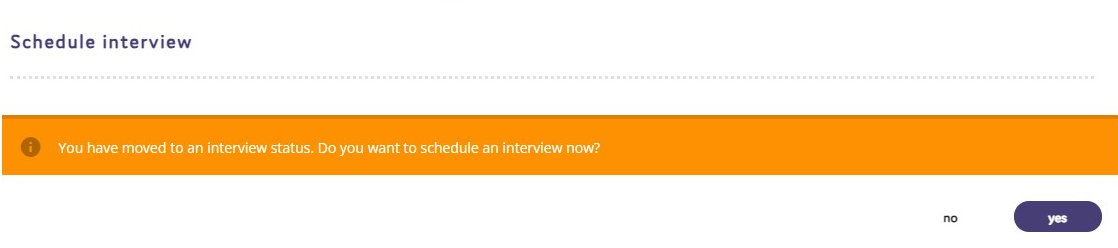 Schedule interview
You have moved to an interview status. Do you want to schedule an interview now?
no
yes